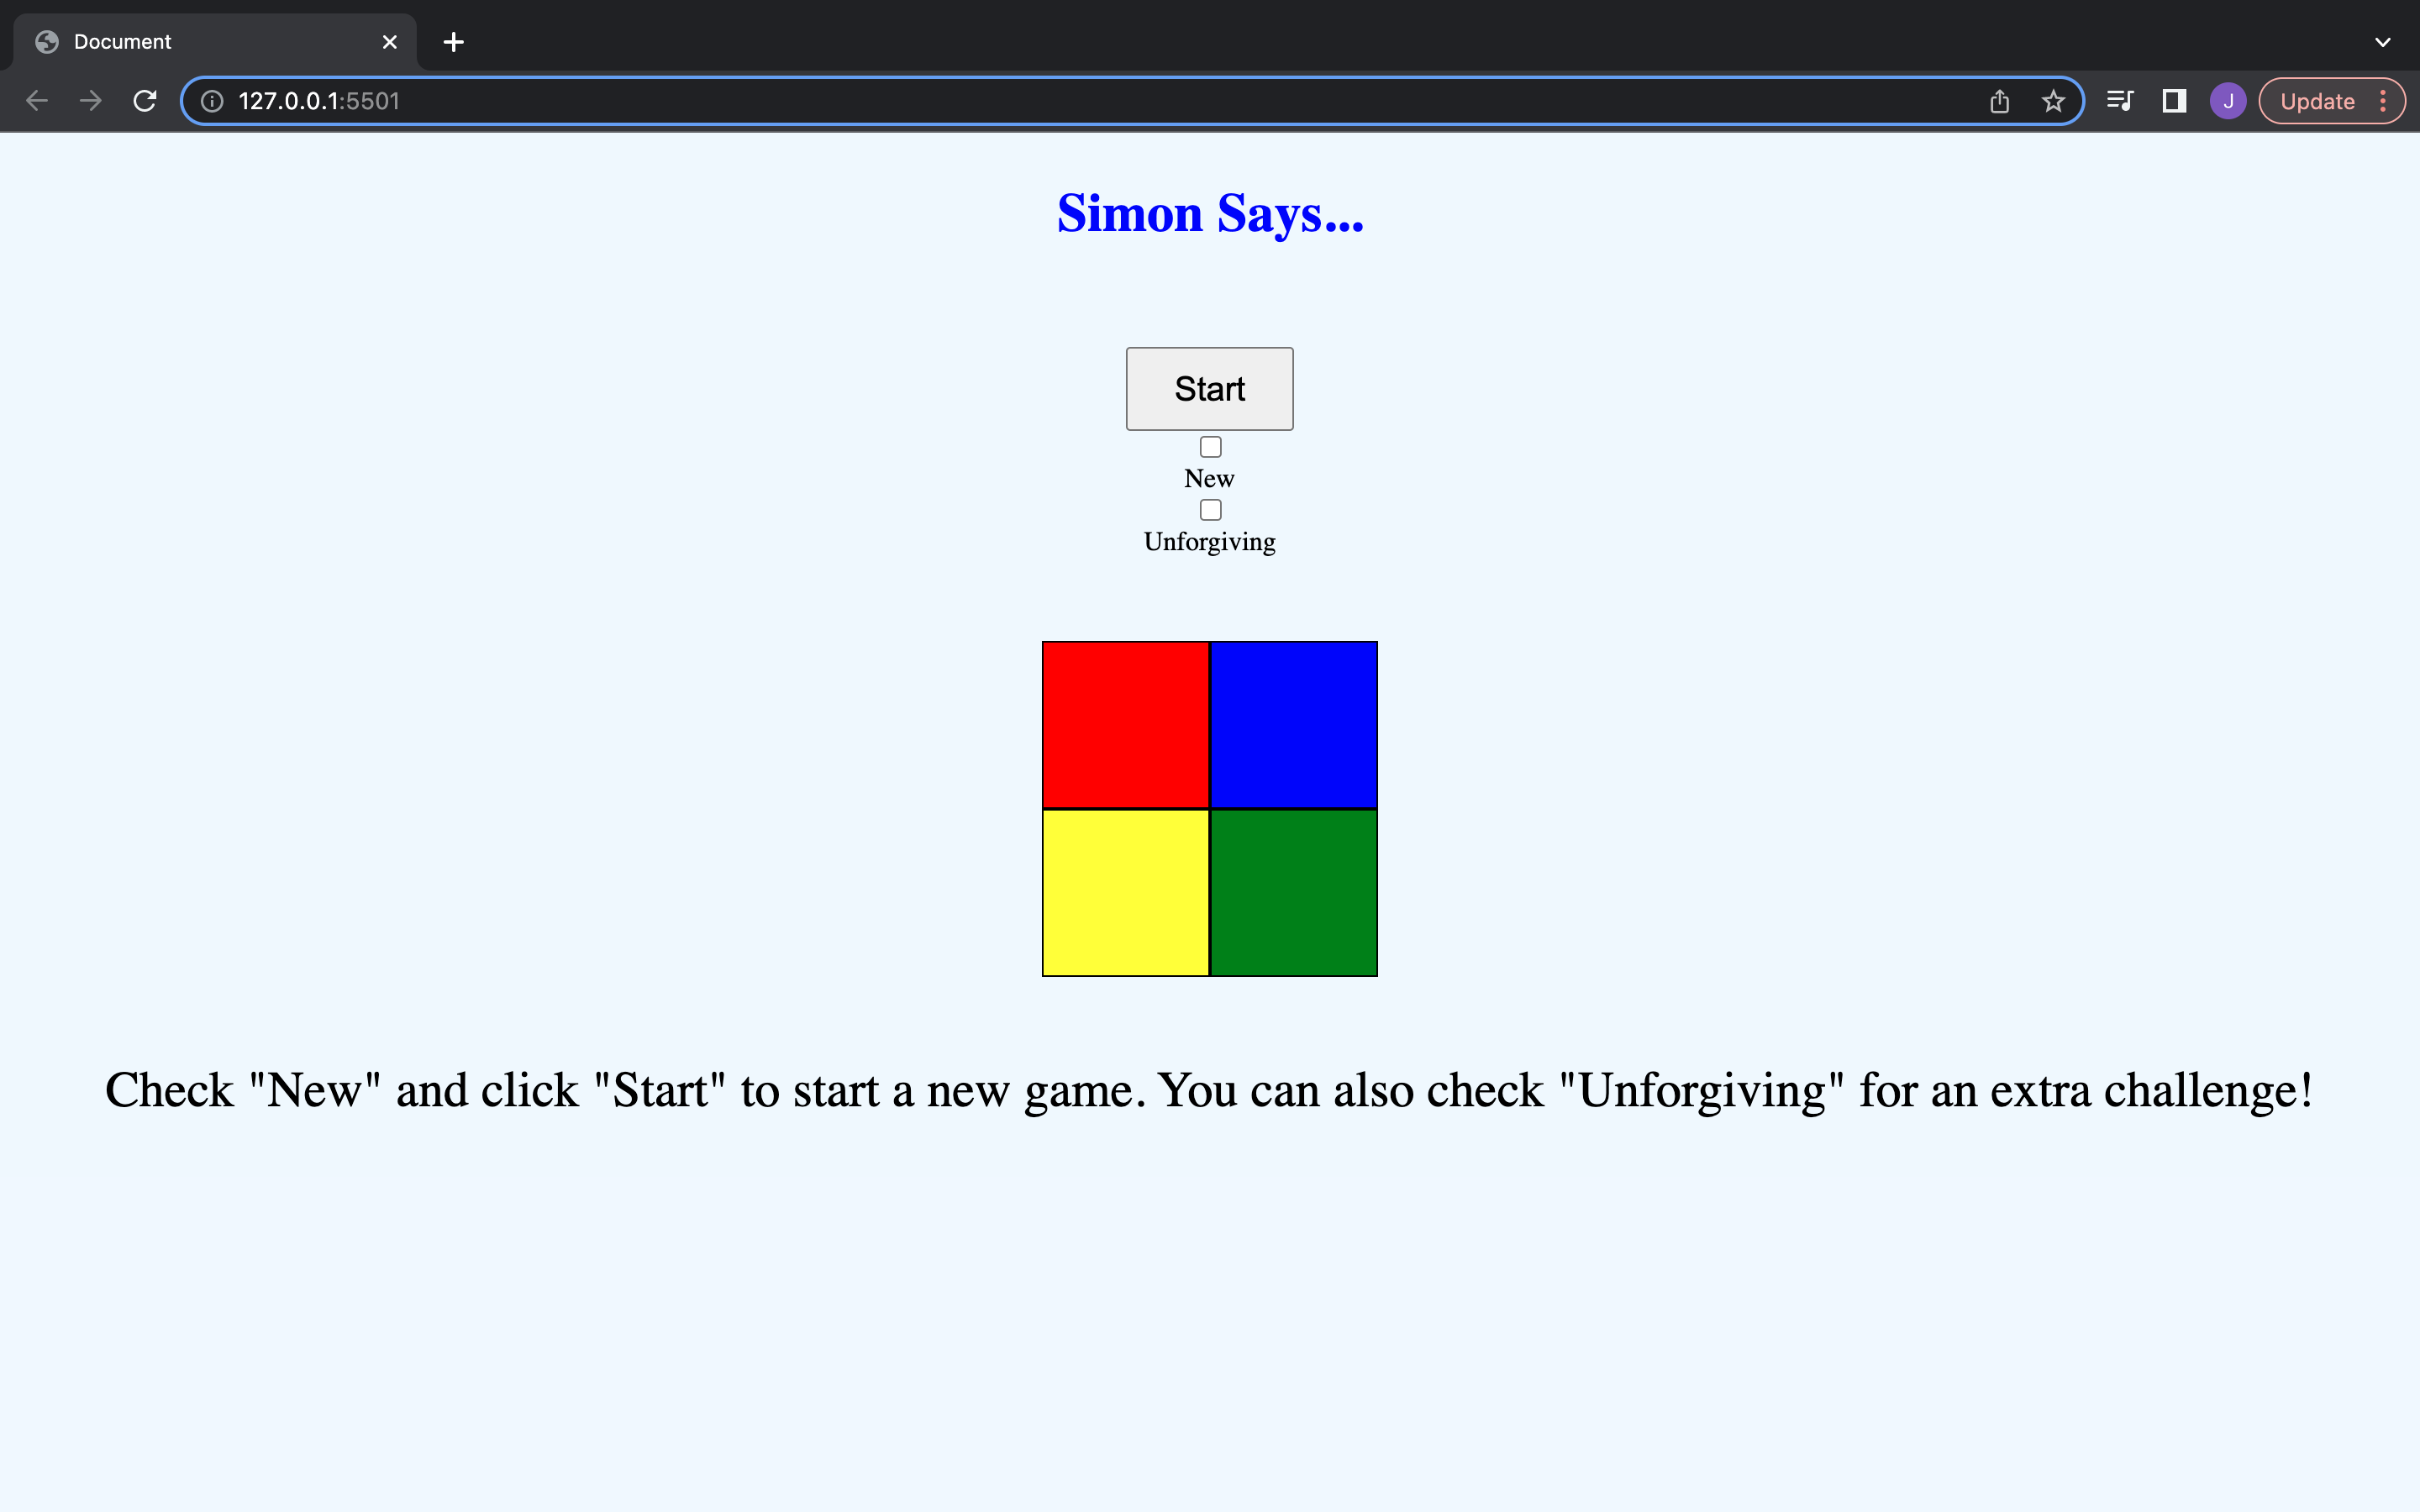 Document
127.0.0.1:5501
J
Update
Simon Says...
Start
New
Unforgiving
Check "New" and click "Start" to start a new game. You can also check "Unforgiving" for an extra challenge!